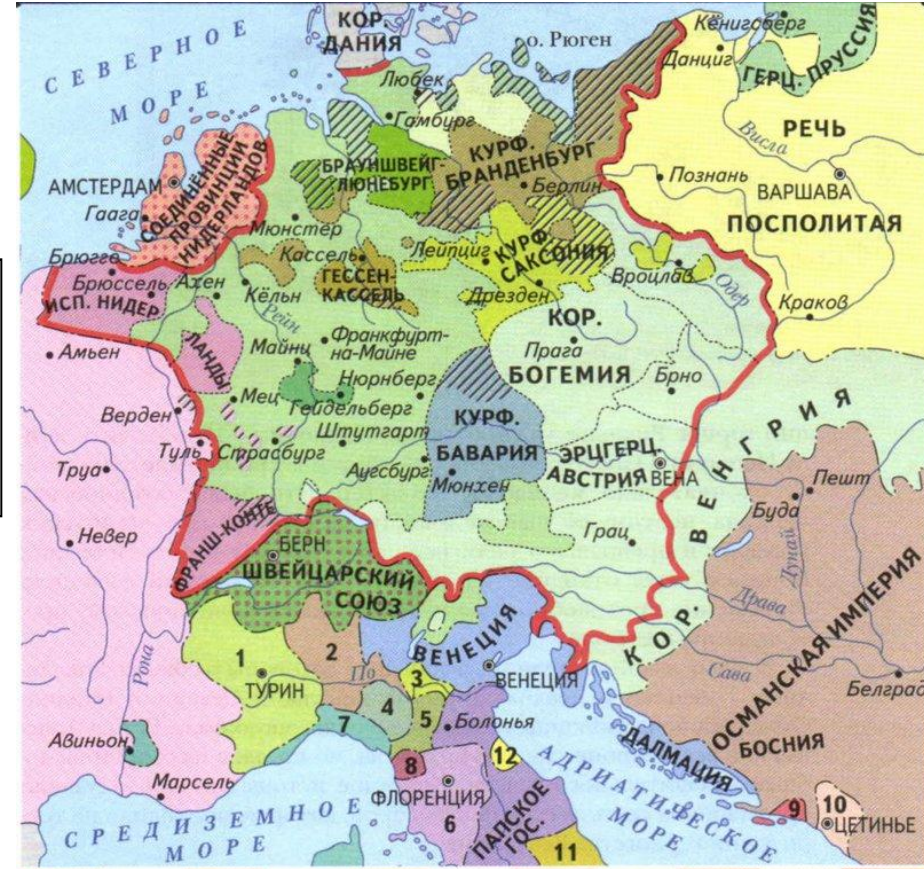 СЕВЕРНОЕ МОРЕ
КОР. ДАНИЯ
о. Рюген
Кёнигсберг
Данциг
ГЕРЦ. ПРУССИЯ
Любек
Гамбург
Висла
РЕЧЬ ПОСПОЛИТАЯ
АМСТЕРДАМ
Гаага
СОЕДИНЁННЫЕ ПРОВИНЦИИ НИДЕРЛАНДОВ
БРАУНШВЕЙГ-
ЛЮНЕБУРГ
КУРФ. БРАНДЕНБУРГ
Берлин
Познань
ВАРШАВА
Мюнстер
Брюгге
Брюссель
ИСП. НИДЕР
Ахен
Кёльн
Кассель
ГЕССЕН-
КАССЕЛЬ
Лейпциг
КУРФ. САКСОНИЯ
Дрезден
Вроцлав
Одер
Краков
Рейн
Амьен
ЛАНДЫ
Майнц
Франкфурт-
на-Майне
КОР. БОГЕМИЯ
Прага
Брно
Верден
Мец
Гейдельберг
Нюрнберг
Туль
Страсбург
Штутгарт
Аугсбург
КУРФ. БАВАРИЯ
Мюнхен
ЭРЦГЕРЦ. АВСТРИЯ
ВЕНА
КОР. ВЕНГРИЯ
Труа
Невер
ФРАНШ-КОНТЕ
БЕРН
ШВЕЙЦАРСКИЙ СОЮЗ
Грац
Буда
Пешт
Дунай
Драва
Сава
ОСМАНСКАЯ ИМПЕРИЯ
Белград
БОСНИЯ
Рона
1
ТУРИН
2
По
ВЕНЕЦИЯ
ВЕНЕЦИЯ
3
4
5
7
Болонья
8
12
ФЛОРЕНЦИЯ
6
ПАПСКОЕ ГОС.
11
АДРИАТИЧЕСКОЕ МОРЕ
ДАЛМАЦИЯ
9
10
ЦЕТИНЬЕ
Авиньон
Марсель
СРЕДИЗЕМНОЕ МОРЕ